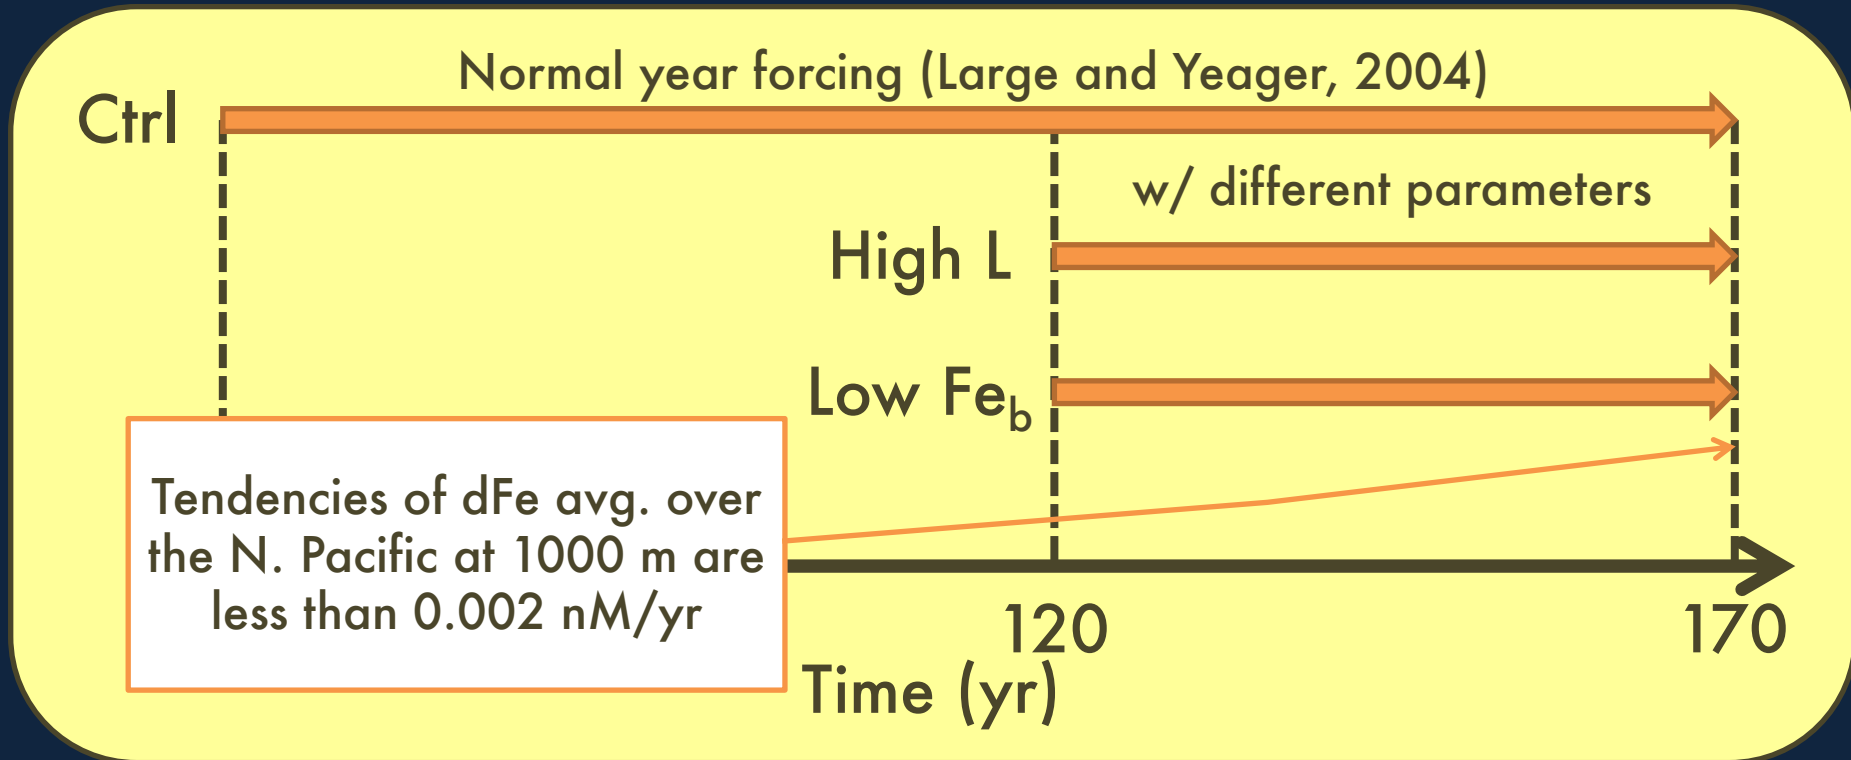 Normal year forcing (Large and Yeager, 2004)
Ctrl
w/ different parameters
High L
Low Fe_b
Tendencies of dFe avg. over
the N. Pacific at 1000 m are
less than 0.002 nM/yr
120
170
Time (yr)